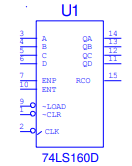 U1
3 A QA 14
4 B QB 13
5 C QC 12
6 D QD 11
7 ENP RCO 15
10 ENT
9 ~LOAD
1 ~CLR
2 CLK
74LS160D